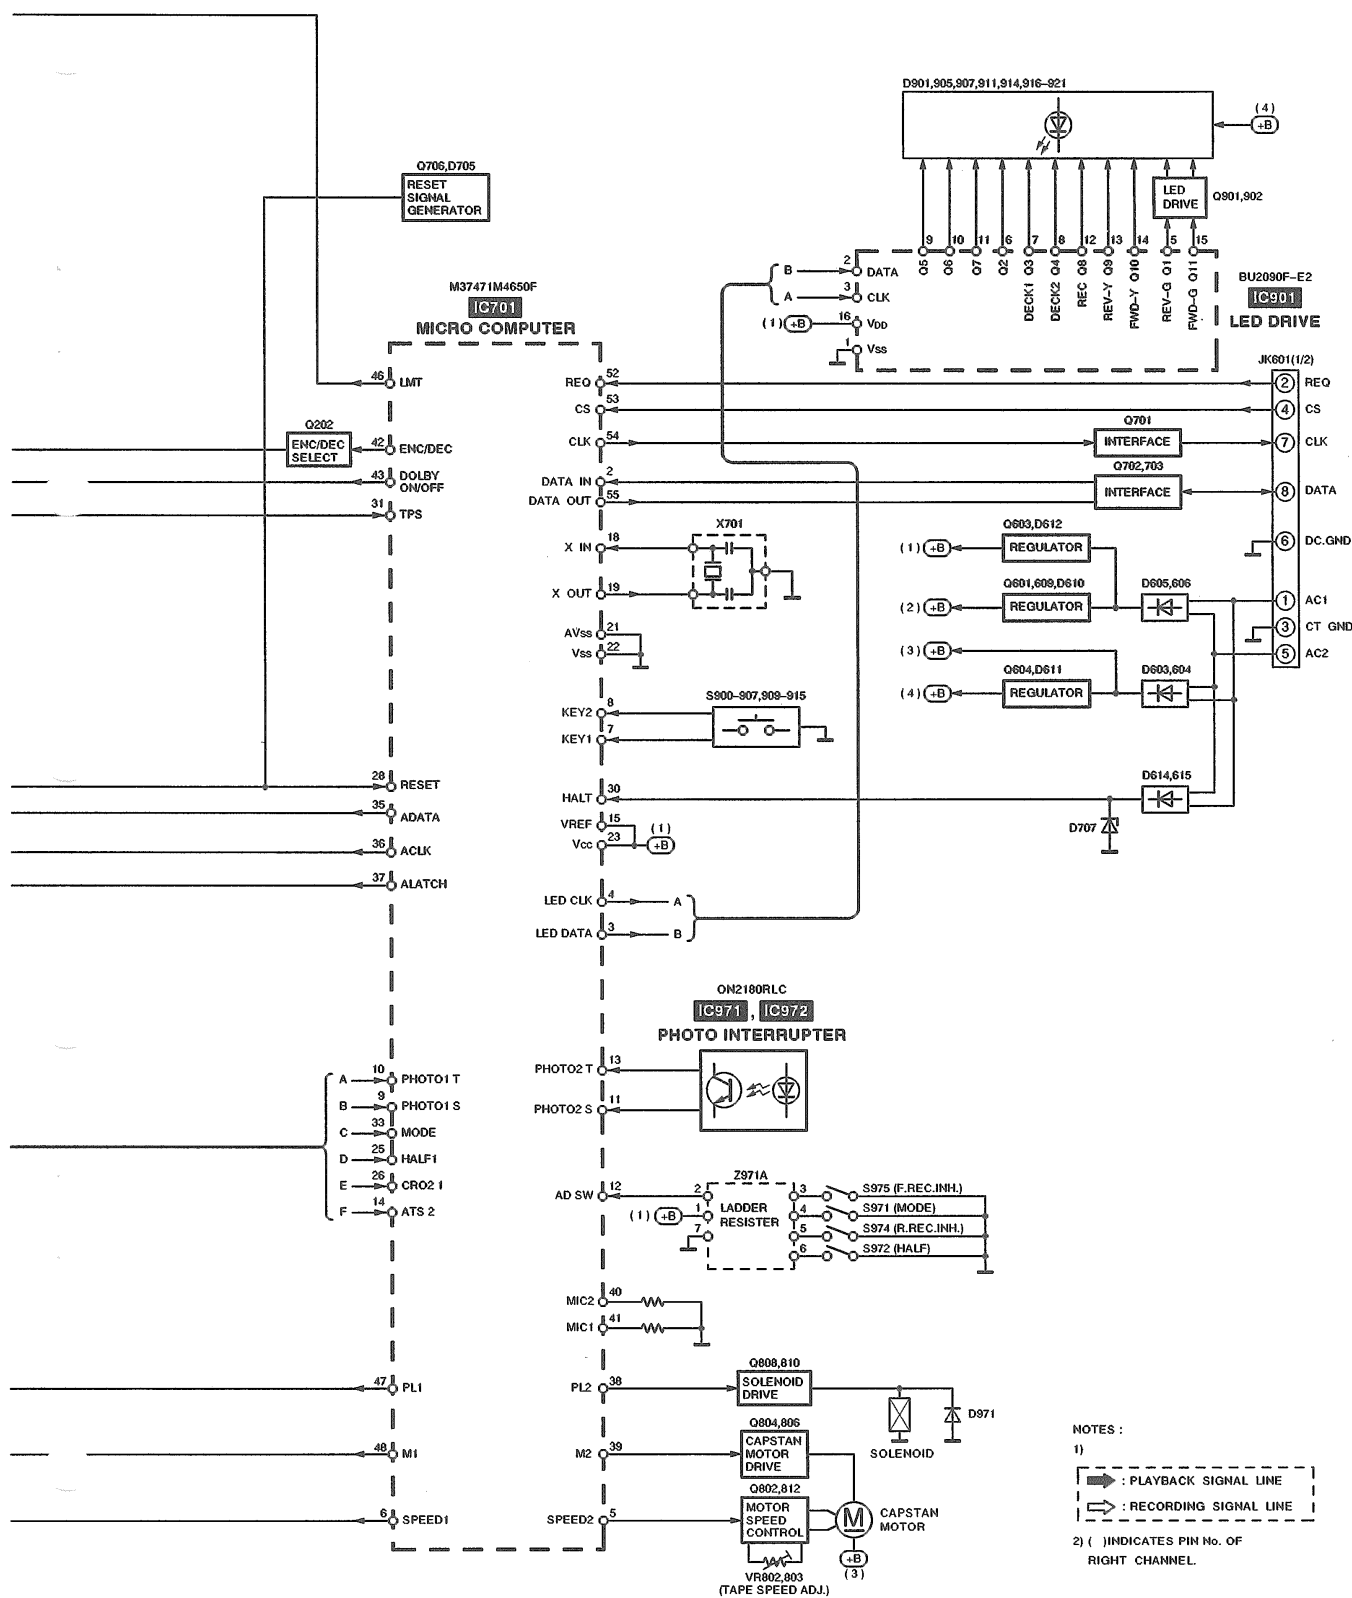 D901,905,907,911,914,916–921
(4)
+B
Q706,D705
RESET
SIGNAL
GENERATOR
LED
DRIVE
Q901,902
9 10 11 6 7 8 12 13 14 5 15
Q5
Q6
Q7
Q2
DECK1 Q3
DECK2 Q4
REC Q8
REV-Y Q9
FWD-Y Q10
REV-G Q1
FWD-G Q11
B 2 DATA
A 3 CLK
(1) +B 16 VDD
1 VSS
BU2090F-E2
IC901
LED DRIVE
M37471M4650F
IC701
MICRO COMPUTER
JK601(1/2)
46 LMT
REQ 52
2 REQ
CS 53
4 CS
Q202
ENC/DEC
SELECT
42 ENC/DEC
CLK 54
Q701
INTERFACE
7 CLK
43 DOLBY
ON/OFF
DATA IN 2
Q702,703
INTERFACE
8 DATA
DATA OUT 55
31 TPS
X701
X IN 18
X OUT 19
Q603,D612
(1) +B REGULATOR
6 DC.GND
Q601,609,D610
(2) +B REGULATOR
D605,606
1 AC1
3 CT GND
5 AC2
AVss 21
Vss 22
(3) +B
Q604,D611
(4) +B REGULATOR
D603,604
S900–907,909–915
KEY2 8
KEY1 7
28 RESET
HALT 30
D614,615
D707
35 ADATA
VREF 15
(1)
Vcc 23
+B
36 ACLK
37 ALATCH
LED CLK 4 A
LED DATA 3 B
ON2180RLC
IC971 , IC972
PHOTO INTERRUPTER
PHOTO2 T 13
PHOTO2 S 11
A 10 PHOTO1 T
B 9 PHOTO1 S
C 33 MODE
D 25 HALF1
E 26 CRO2 1
F 14 ATS 2
AD SW 12
Z971A
LADDER
RESISTER
2
(1) +B 1
7
3 S975 (F.REC.INH.)
4 S971 (MODE)
5 S974 (R.REC.INH.)
6 S972 (HALF)
MIC2 40
MIC1 41
47 PL1
PL2 38
Q808,810
SOLENOID
DRIVE
SOLENOID
D971
48 M1
M2 39
Q804,806
CAPSTAN
MOTOR
DRIVE
6 SPEED1
SPEED2 5
Q802,812
MOTOR
SPEED
CONTROL
M
CAPSTAN
MOTOR
+B
(3)
VR802,803
(TAPE SPEED ADJ.)
NOTES :
1)
: PLAYBACK SIGNAL LINE
: RECORDING SIGNAL LINE
2) ( )INDICATES PIN No. OF
RIGHT CHANNEL.